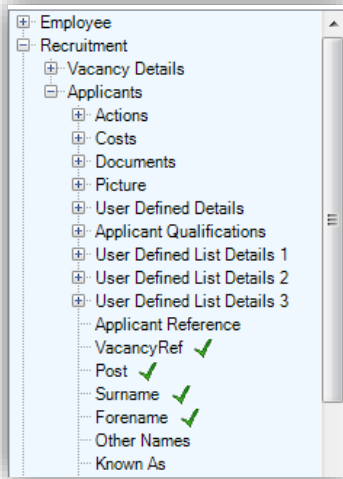 Employee
Recruitment
Vacancy Details
Applicants
Actions
Costs
Documents
Picture
User Defined Details
Applicant Qualifications
User Defined List Details 1
User Defined List Details 2
User Defined List Details 3
Applicant Reference
VacancyRef
Post
Surname
Forename
Other Names
Known As